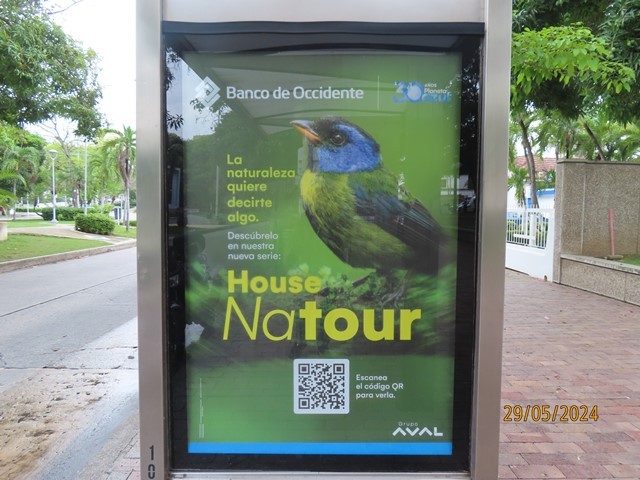 Banco de Occidente
30 años
Planeta
azul
La
naturaleza
quiere
decirte
algo.
Descúbrelo
en nuestra
nueva serie:
House
Natour
Escanea
el código QR
para verla.
Grupo
AVAL
10
29/05/2024